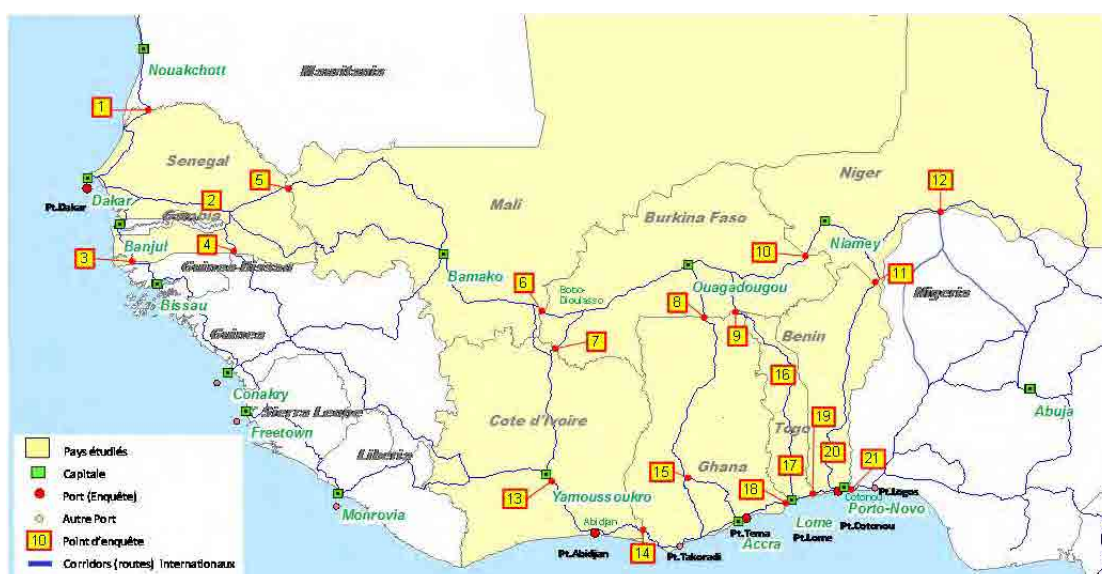 Nouakchott
Mauritania
1
Senegal
5
2
Mali
Niger
12
Pt.Dakar
Dakar
Gambia
Burkina Faso
4
Banjul
3
Guinea-Bissau
Bamako
10
Niamey
Bissau
6
Bobo-
Dioulasso
Ouagadougou
11
Nigeria
8
9
Benin
Guinea
7
16
Conakry
Sierra Leone
Freetown
Cote d'Ivoire
Togo
19
Abuja
Liberia
Ghana
15
17
20
21
13
Yamoussoukro
18
Cotonou
Pt.Lagos
Porto-Novo
Monrovia
Lome
Pt.Cotonou
Abidjan
Pt.Tema
Accra
Pt.Lome
Pt.Abidjan
14
Pt.Takoradi
Pays étudiés
Capitale
Port (Enquête)
Autre Port
10 Point d'enquête
Corridors (routes) Internationaux